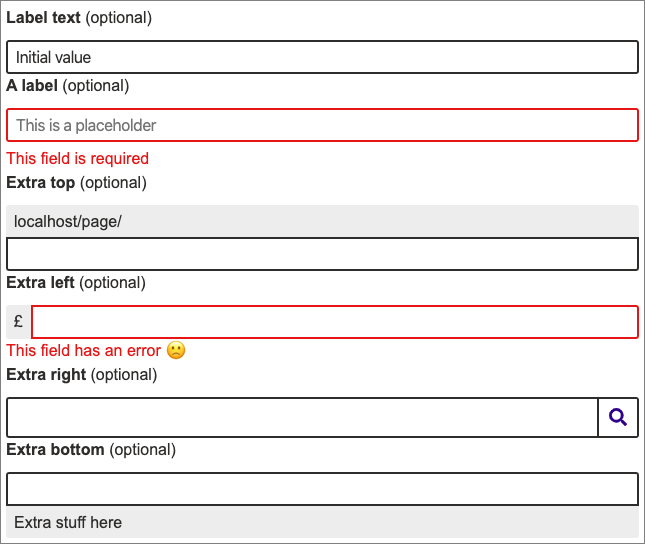 Label text (optional)
Initial value
A label (optional)
This is a placeholder
This field is required
Extra top (optional)
localhost/page/
Extra left (optional)
£
This field has an error 🙁
Extra right (optional)
Extra bottom (optional)
Extra stuff here